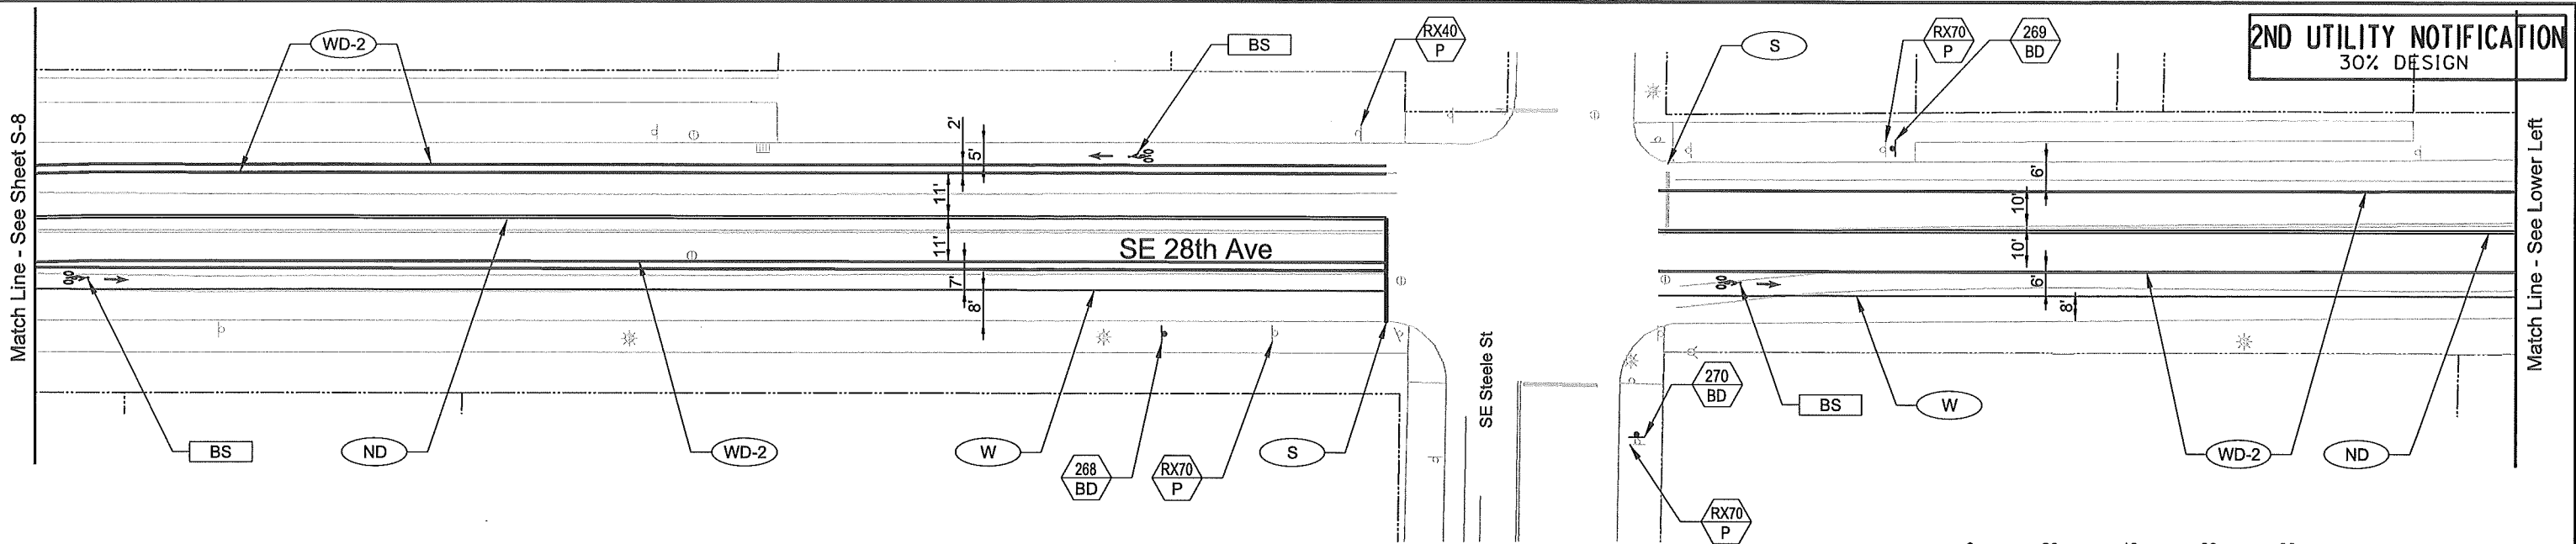 WD-2
BS
RX40
P
S
RX70
P
269
BD
2ND UTILITY NOTIFICATION
30% DESIGN
Match Line - See Sheet S-8
2'
5'
11'
11'
7'
8'
SE 28th Ave
6'
10'
10'
6'
8'
Match Line - See Lower Left
SE Steele St
BS
ND
WD-2
W
268
BD
RX70
P
S
270
BD
RX70
P
BS
W
WD-2
ND